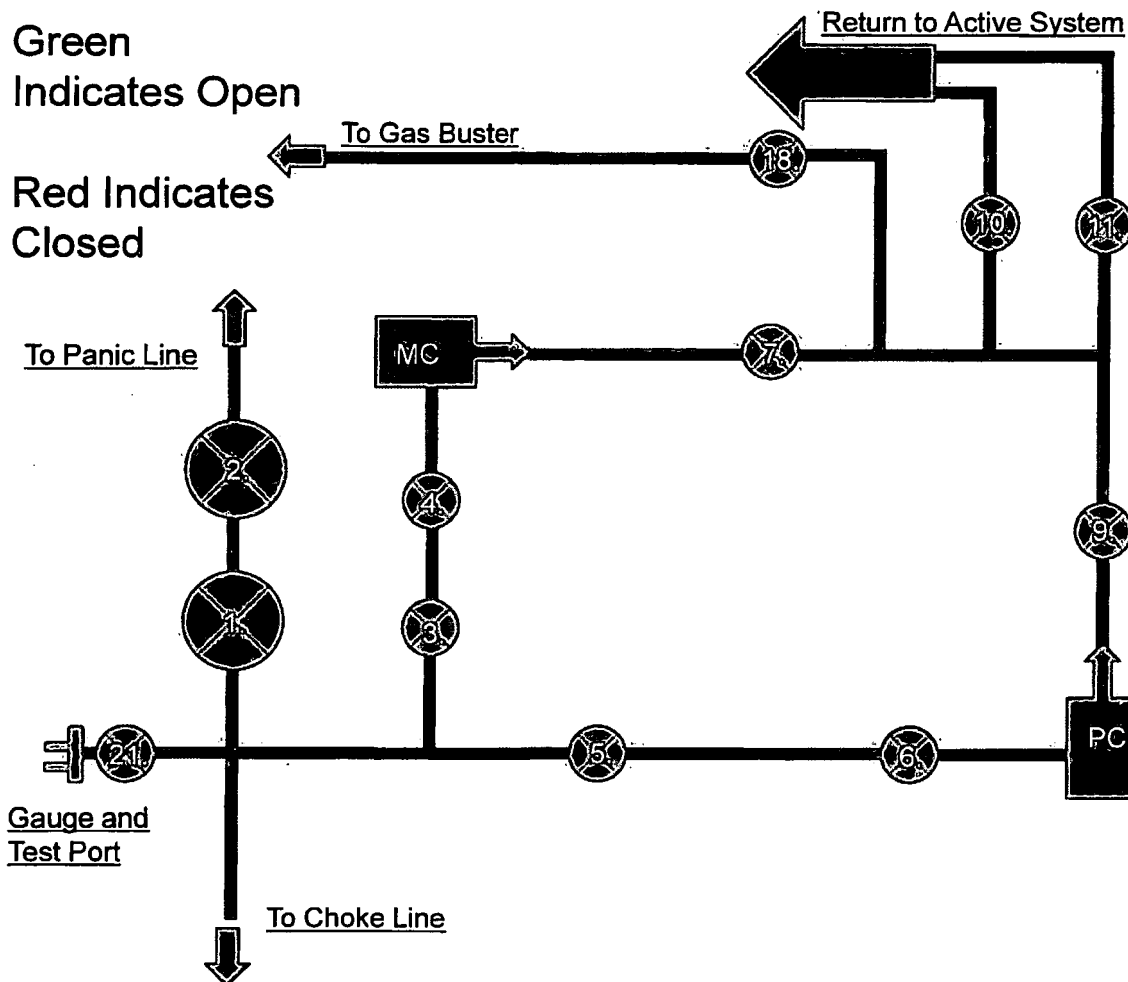 Green
Indicates Open
Return to Active System
To Gas Buster
18.
Red Indicates
Closed
10.
11.
To Panic Line
MC
7.
2.
4.
9.
1.
3.
21.
5.
6.
PC
Gauge and
Test Port
To Choke Line